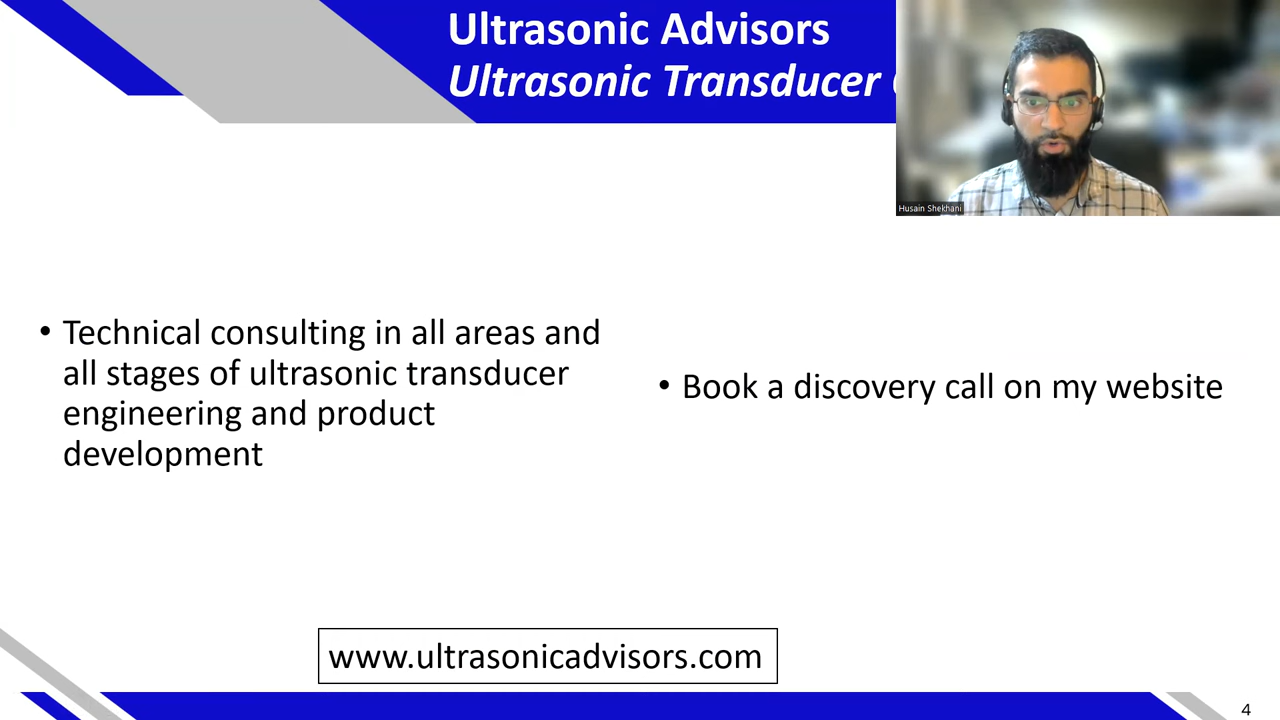 Ultrasonic Advisors
Ultrasonic Transducer
Husain Shekhani
• Technical consulting in all areas and
all stages of ultrasonic transducer
engineering and product
development
• Book a discovery call on my website
www.ultrasonicadvisors.com
4